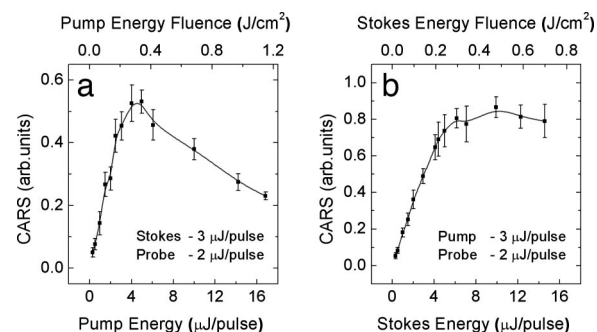 Pump Energy Fluence (J/cm²)
0.0 0.4 0.8 1.2
a
0.6
0.4
0.2
0.0
CARS (arb.units)
Stokes - 3 μJ/pulse
Probe - 2 μJ/pulse
0 4 8 12 16
Pump Energy (μJ/pulse)
Stokes Energy Fluence (J/cm²)
0.0 0.2 0.4 0.6 0.8
b
1.0
0.8
0.6
0.4
0.2
0.0
CARS (arb.units)
Pump - 3 μJ/pulse
Probe - 2 μJ/pulse
0 4 8 12 16
Stokes Energy (μJ/pulse)